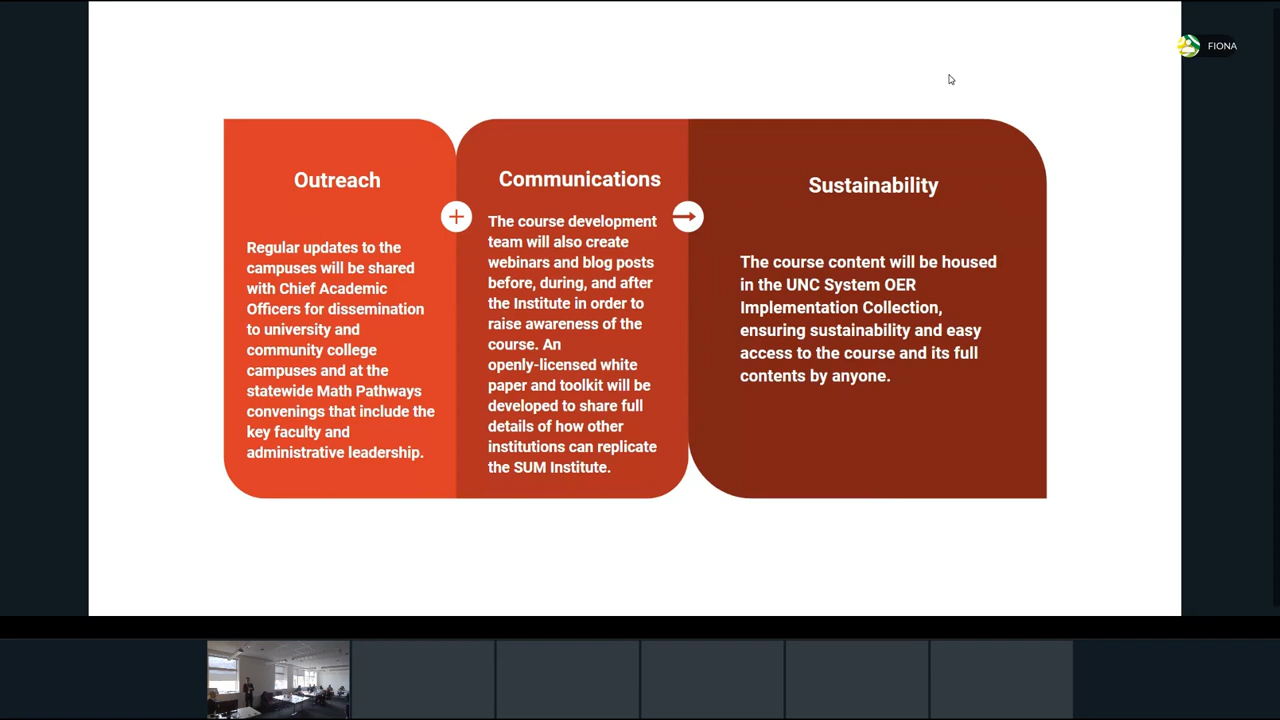 FIONA
Outreach
Regular updates to the
campuses will be shared
with Chief Academic
Officers for dissemination
to university and
community college
campuses and at the
statewide Math Pathways
convenings that include the
key faculty and
administrative leadership.
Communications
The course development
team will also create
webinars and blog posts
before, during, and after
the Institute in order to
raise awareness of the
course. An
openly-licensed white
paper and toolkit will be
developed to share full
details of how other
institutions can replicate
the SUM Institute.
Sustainability
The course content will be housed
in the UNC System OER
Implementation Collection,
ensuring sustainability and easy
access to the course and its full
contents by anyone.